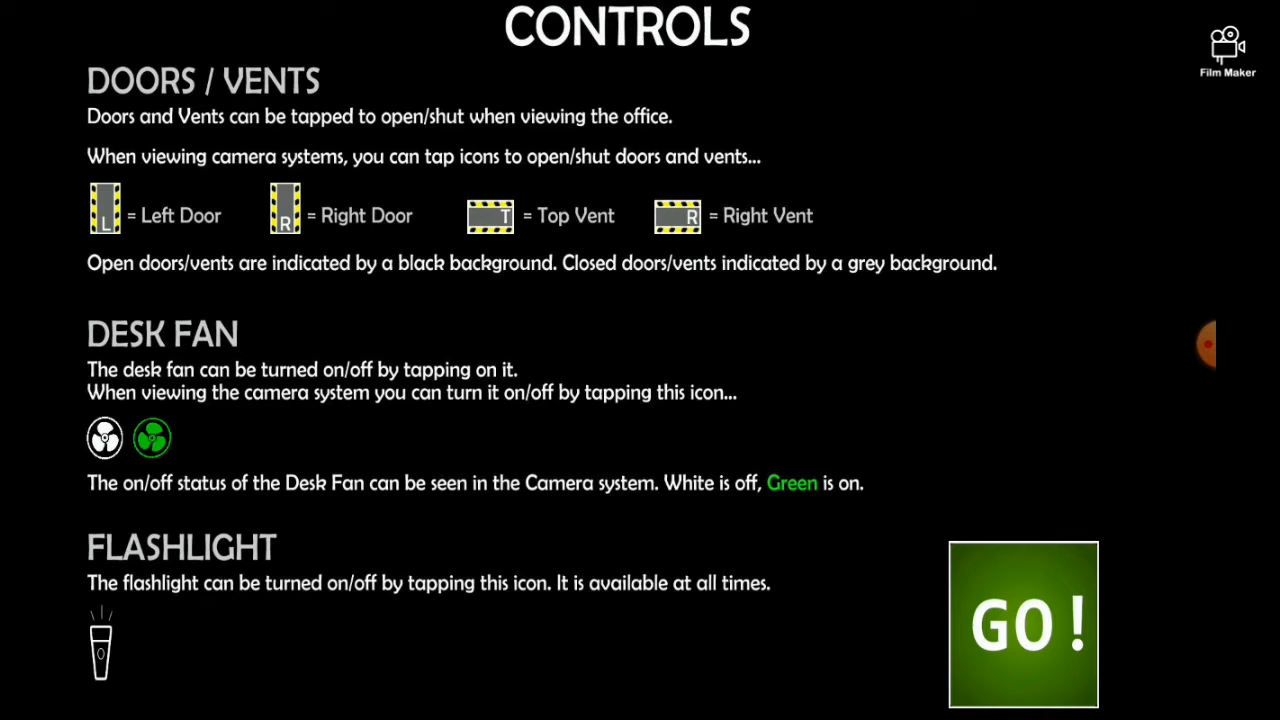 CONTROLS
Film Maker
DOORS / VENTS
Doors and Vents can be tapped to open/shut when viewing the office.
When viewing camera systems, you can tap icons to open/shut doors and vents...
L = Left Door R = Right Door T = Top Vent R = Right Vent
Open doors/vents are indicated by a black background. Closed doors/vents indicated by a grey background.
DESK FAN
The desk fan can be turned on/off by tapping on it.
When viewing the camera system you can turn it on/off by tapping this icon...
The on/off status of the Desk Fan can be seen in the Camera system. White is off, Green is on.
FLASHLIGHT
The flashlight can be turned on/off by tapping this icon. It is available at all times.
GO!